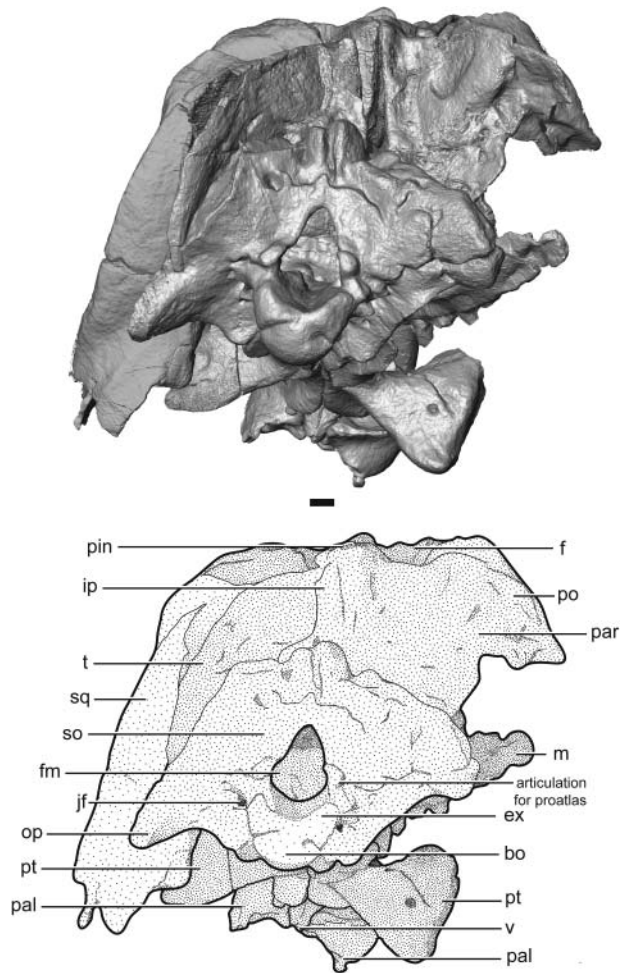 pin
f
ip
po
par
t
sq
so
m
fm
articulation
for proatlas
jf
ex
op
bo
pt
pt
pal
v
pal